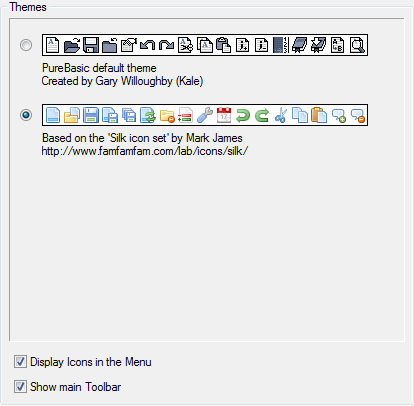 Themes
PureBasic default theme
Created by Gary Willoughby (Kale)
Based on the 'Silk icon set' by Mark James
http://www.famfamfam.com/lab/icons/silk/
Display Icons in the Menu
Show main Toolbar